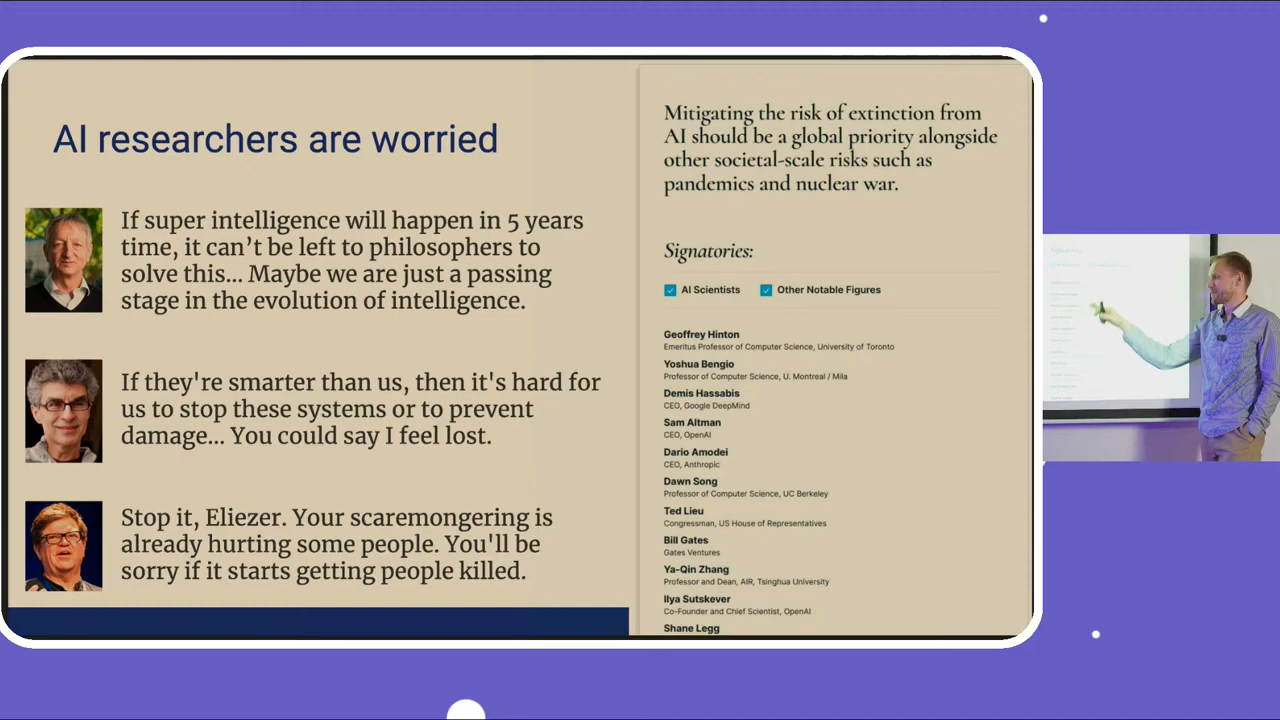 AI researchers are worried
If super intelligence will happen in 5 years
time, it can't be left to philosophers to
solve this... Maybe we are just a passing
stage in the evolution of intelligence.
If they're smarter than us, then it's hard for
us to stop these systems or to prevent
damage... You could say I feel lost.
Stop it, Eliezer. Your scaremongering is
already hurting some people. You'll be
sorry if it starts getting people killed.
Mitigating the risk of extinction from
AI should be a global priority alongside
other societal-scale risks such as
pandemics and nuclear war.
Signatories:
AI Scientists
Other Notable Figures
Geoffrey Hinton
Emeritus Professor of Computer Science, University of Toronto
Yoshua Bengio
Professor of Computer Science, U. Montreal / Mila
Demis Hassabis
CEO, Google DeepMind
Sam Altman
CEO, OpenAI
Dario Amodei
CEO, Anthropic
Dawn Song
Professor of Computer Science, UC Berkeley
Ted Lieu
Congressman, US House of Representatives
Bill Gates
Gates Ventures
Ya-Qin Zhang
Professor and Dean, AIR, Tsinghua University
Ilya Sutskever
Co-Founder and Chief Scientist, OpenAI
Shane Legg